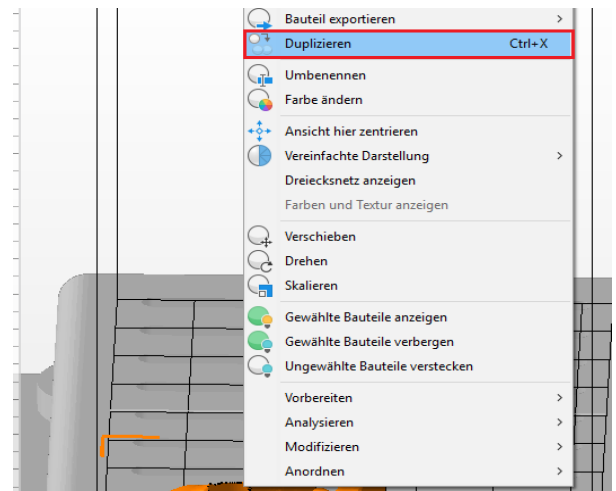 Bauteil exportieren
Duplizieren Ctrl+X
Umbenennen
Farbe ändern
Ansicht hier zentrieren
Vereinfachte Darstellung
Dreiecksnetz anzeigen
Farben und Textur anzeigen
Verschieben
Drehen
Skalieren
Gewählte Bauteile anzeigen
Gewählte Bauteile verbergen
Ungewählte Bauteile verstecken
Vorbereiten
Analysieren
Modifizieren
Anordnen